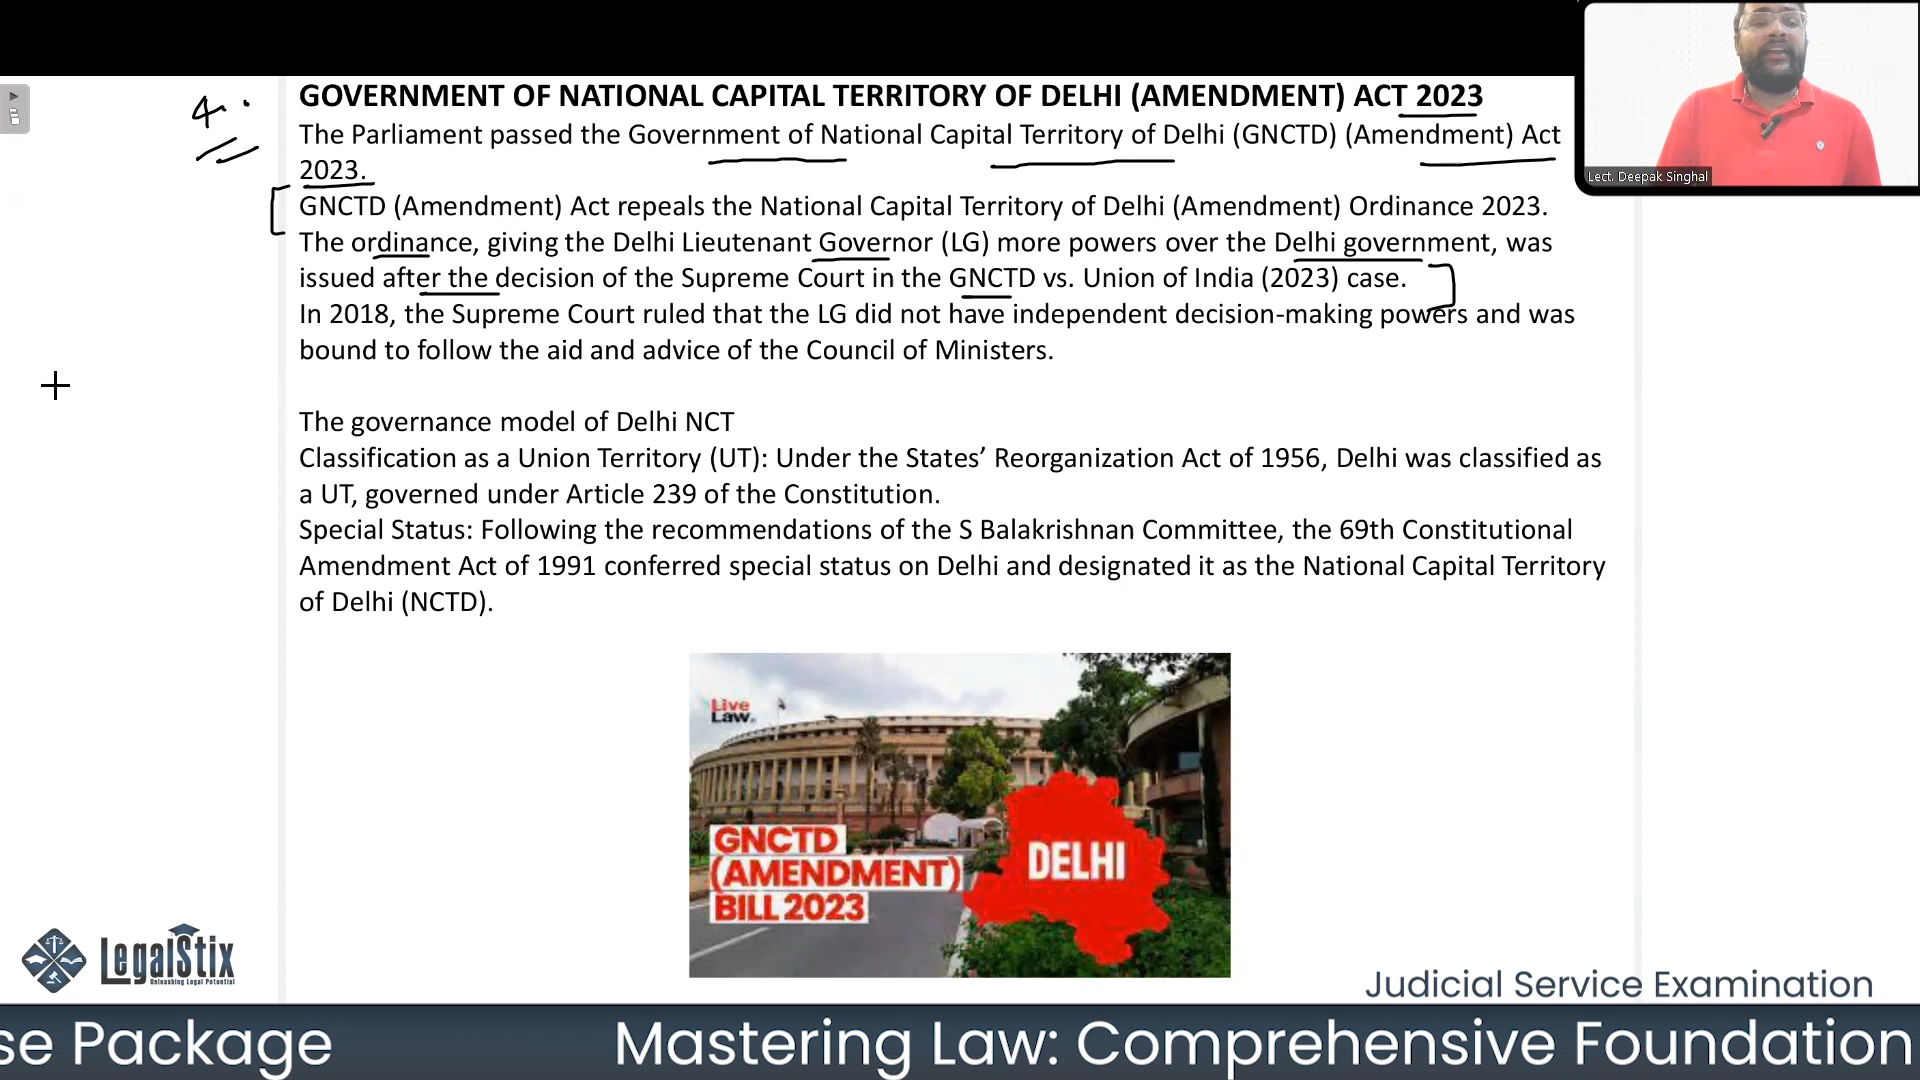 4.
GOVERNMENT OF NATIONAL CAPITAL TERRITORY OF DELHI (AMENDMENT) ACT 2023
The Parliament passed the Government of National Capital Territory of Delhi (GNCTD) (Amendment) Act
2023.
GNCTD (Amendment) Act repeals the National Capital Territory of Delhi (Amendment) Ordinance 2023.
The ordinance, giving the Delhi Lieutenant Governor (LG) more powers over the Delhi government, was
issued after the decision of the Supreme Court in the GNCTD vs. Union of India (2023) case.
In 2018, the Supreme Court ruled that the LG did not have independent decision-making powers and was
bound to follow the aid and advice of the Council of Ministers.
The governance model of Delhi NCT
Classification as a Union Territory (UT): Under the States’ Reorganization Act of 1956, Delhi was classified as
a UT, governed under Article 239 of the Constitution.
Special Status: Following the recommendations of the S Balakrishnan Committee, the 69th Constitutional
Amendment Act of 1991 conferred special status on Delhi and designated it as the National Capital Territory
of Delhi (NCTD).
Lect. Deepak Singhal
Live
Law.
GNCTD
(AMENDMENT)
BILL 2023
DELHI
LegalStix
Unleashing Legal Potential
Judicial Service Examination
se Package
Mastering Law: Comprehensive Foundation